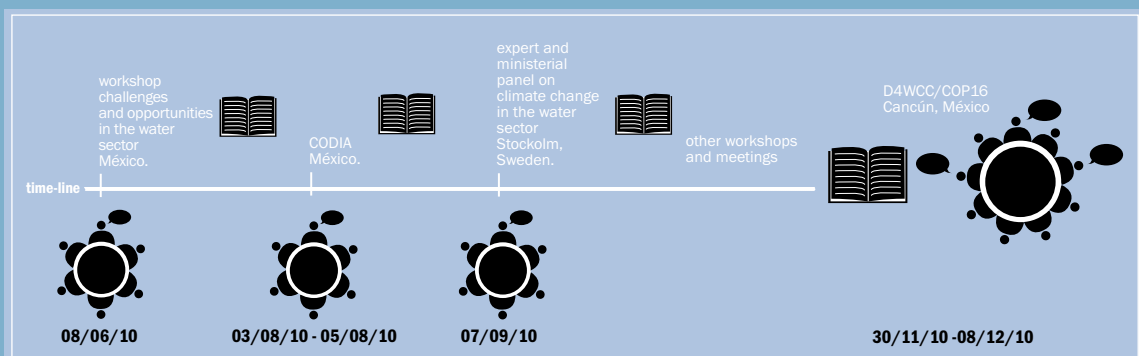 workshop
challenges
and opportunities
in the water
sector
México.
CODIA
México.
expert and
ministerial
panel on
climate change
in the water
sector
Stockolm,
Sweden.
other workshops
and meetings
D4WCC/COP16
Cancún, México
time-line
08/06/10
03/08/10 - 05/08/10
07/09/10
30/11/10 -08/12/10